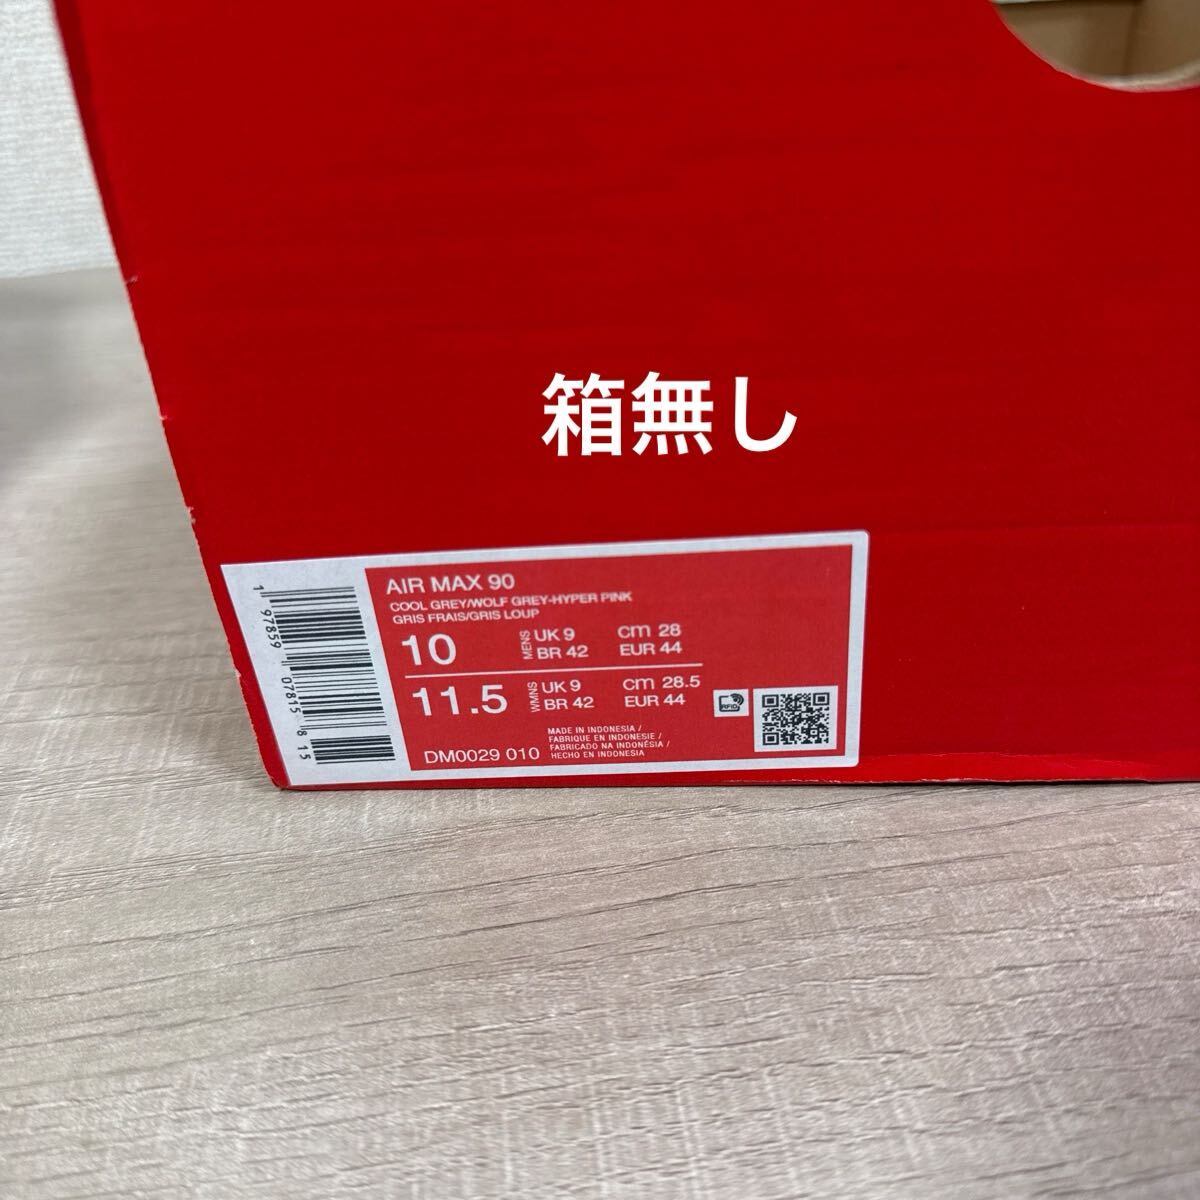 箱無し
AIR MAX 90
COOL GREY/WOLF GREY-HYPER PINK
GRIS FRAIS/GRIS LOUP
10 MENS UK 9 cm 28
BR 42 EUR 44
11.5 WMNS UK 9 cm 28.5
BR 42 EUR 44
RFID
DM0029 010
MADE IN INDONESIA /
FABRIQUE EN INDONESIE /
FABRICADO NA INDONÉSIA /
HECHO EN INDONESIA
1 97859 07815 8 15